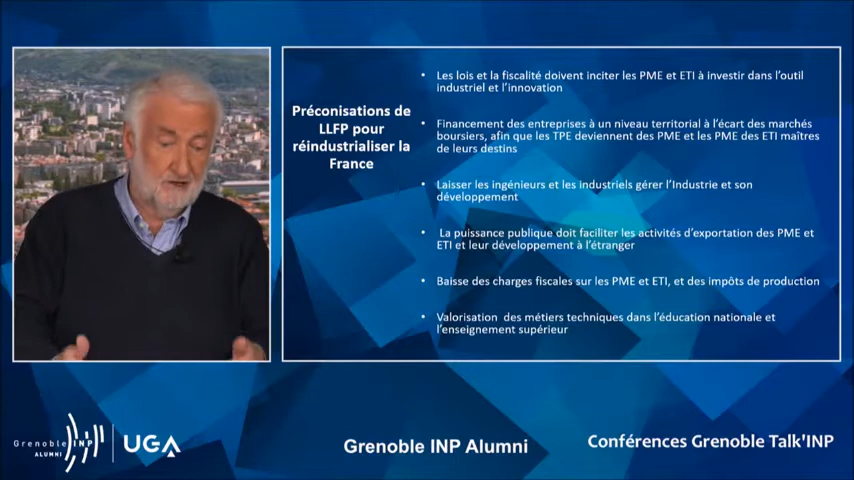 Préconisations de
LLFP pour
réindustrialiser la
France
• Les lois et la fiscalité doivent inciter les PME et ETI à investir dans l'outil
industriel et l'innovation
• Financement des entreprises à un niveau territorial à l'écart des marchés
boursiers, afin que les TPE deviennent des PME et les PME des ETI maîtres
de leurs destins
• Laisser les ingénieurs et les industriels gérer l'Industrie et son
développement
• La puissance publique doit faciliter les activités d'exportation des PME et
ETI et leur développement à l'étranger
• Baisse des charges fiscales sur les PME et ETI, et des impôts de production
• Valorisation des métiers techniques dans l'éducation nationale et
l'enseignement supérieur
Grenoble INP
ALUMNI
UGA
Grenoble INP Alumni
Conférences Grenoble Talk'INP